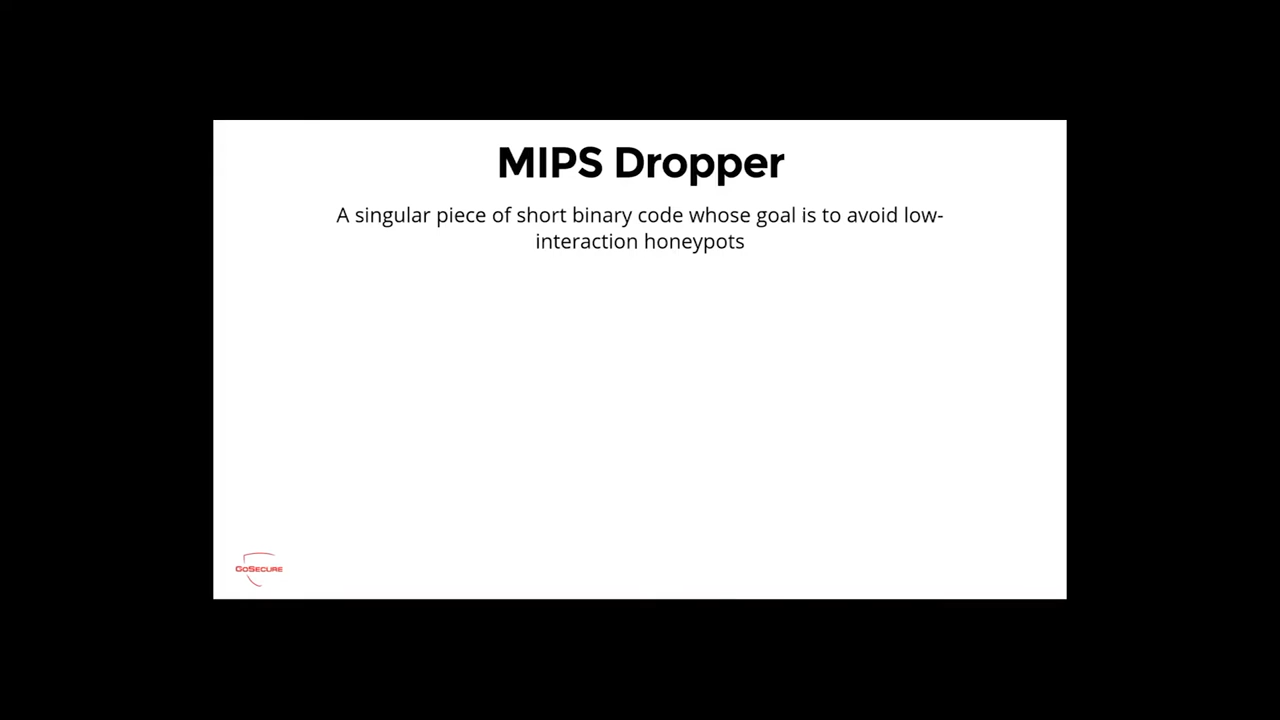 MIPS Dropper
A singular piece of short binary code whose goal is to avoid low-
interaction honeypots
GoSecure